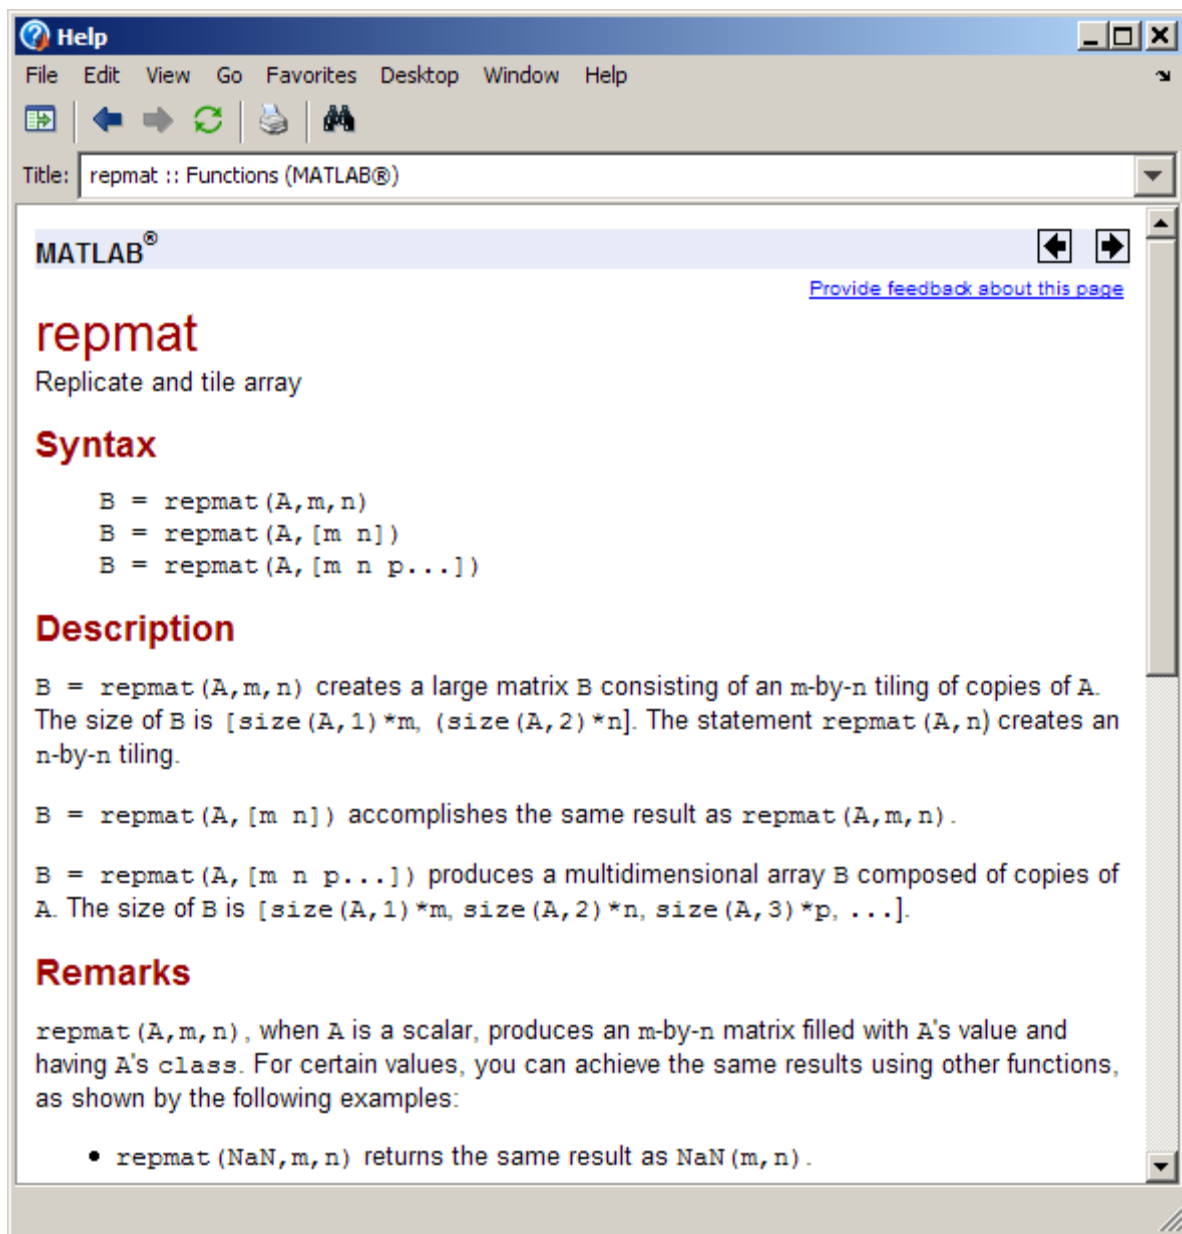 Help
File Edit View Go Favorites Desktop Window Help
Title: repmat :: Functions (MATLAB®)
MATLAB®
Provide feedback about this page
repmat
Replicate and tile array
Syntax
B = repmat(A,m,n)
B = repmat(A,[m n])
B = repmat(A,[m n p...])
Description
B = repmat(A,m,n) creates a large matrix B consisting of an m-by-n tiling of copies of A.
The size of B is [size(A,1)*m, (size(A,2)*n]. The statement repmat(A,n) creates an
n-by-n tiling.
B = repmat(A,[m n]) accomplishes the same result as repmat(A,m,n).
B = repmat(A,[m n p...]) produces a multidimensional array B composed of copies of
A. The size of B is [size(A,1)*m, size(A,2)*n, size(A,3)*p, ...].
Remarks
repmat(A,m,n), when A is a scalar, produces an m-by-n matrix filled with A's value and
having A's class. For certain values, you can achieve the same results using other functions,
as shown by the following examples:
• repmat(NaN,m,n) returns the same result as NaN(m,n).